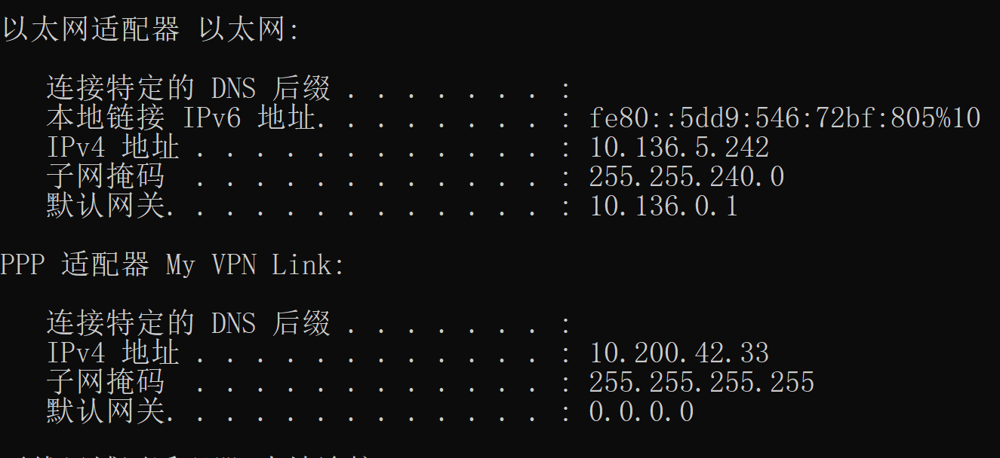 以太网适配器 以太网:
连接特定的 DNS 后缀 . . . . . . . :
本地链接 IPv6 地址. . . . . . . . : fe80::5dd9:546:72bf:805%10
IPv4 地址 . . . . . . . . . . . . : 10.136.5.242
子网掩码  . . . . . . . . . . . . : 255.255.240.0
默认网关. . . . . . . . . . . . . : 10.136.0.1
PPP 适配器 My VPN Link:
连接特定的 DNS 后缀 . . . . . . . :
IPv4 地址 . . . . . . . . . . . . : 10.200.42.33
子网掩码  . . . . . . . . . . . . : 255.255.255.255
默认网关. . . . . . . . . . . . . : 0.0.0.0